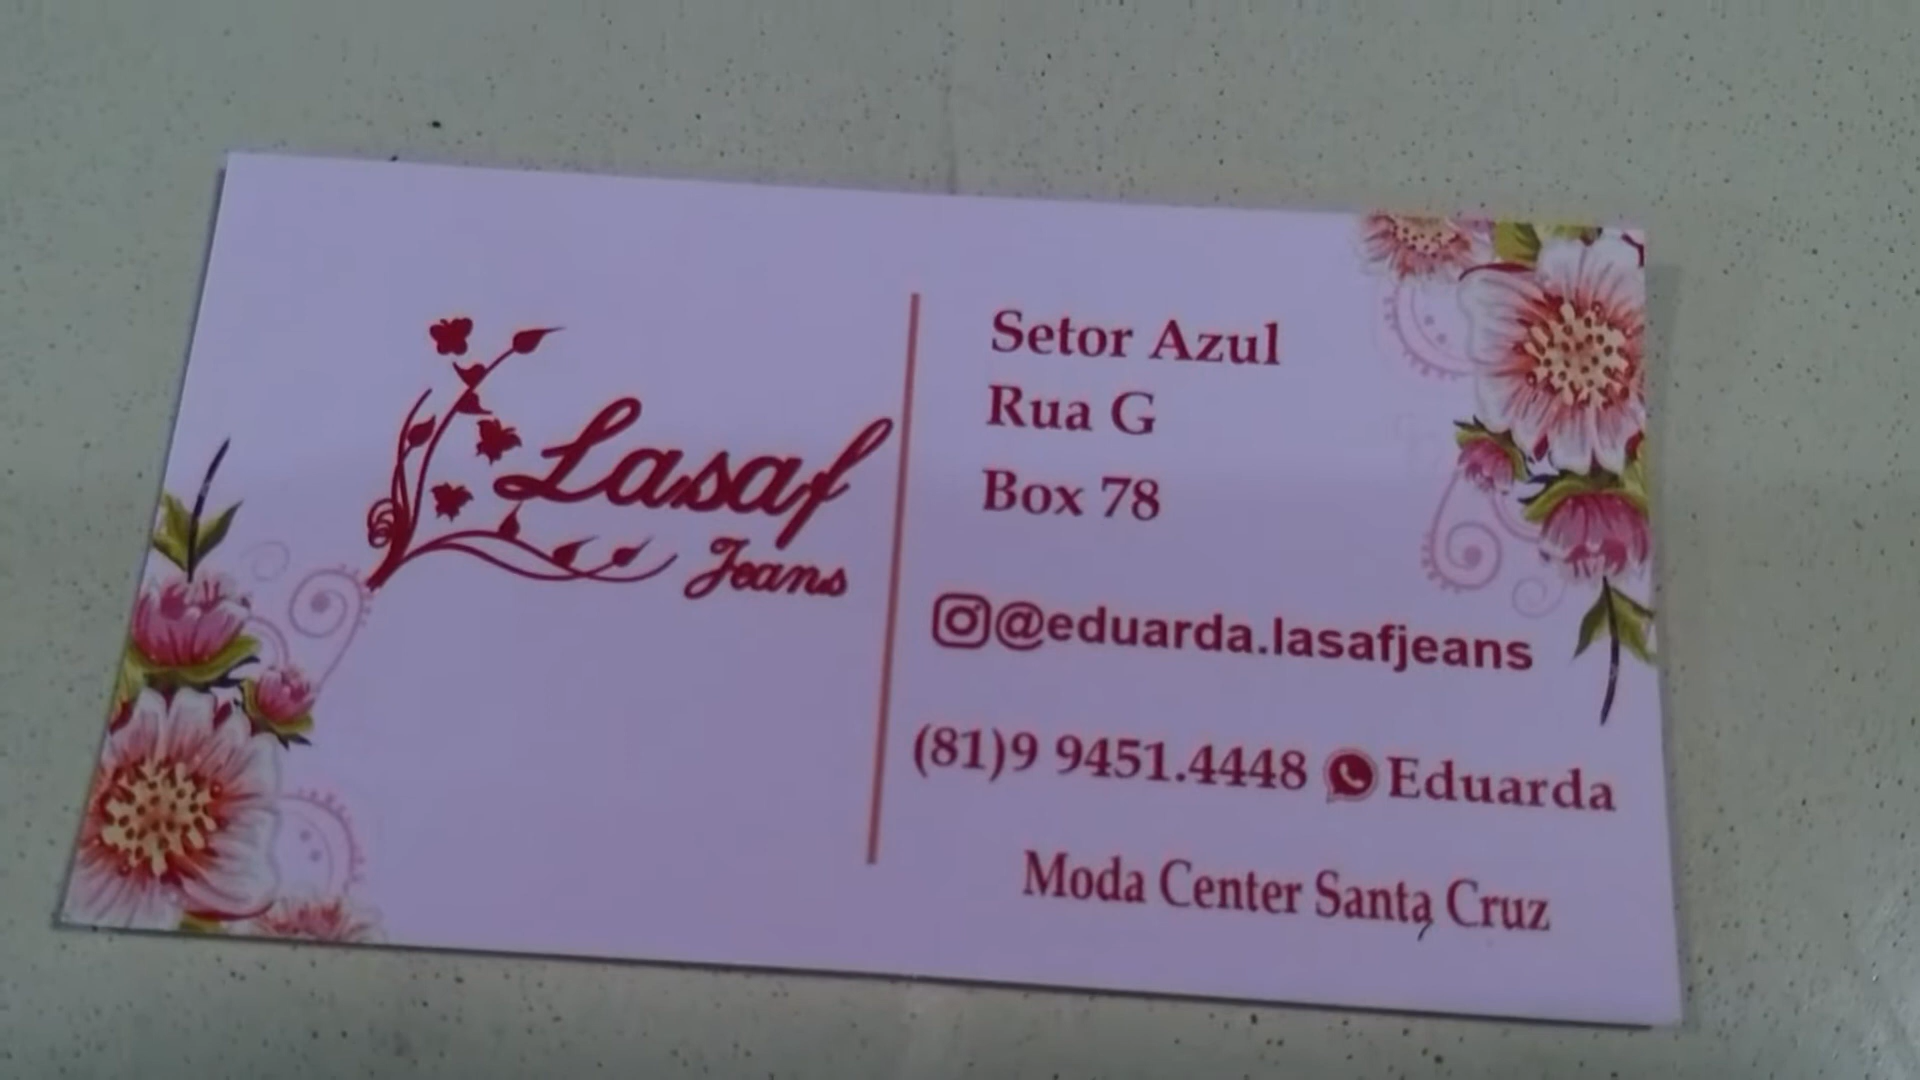 Lasaf
Jeans
Setor Azul
Rua G
Box 78
@eduarda.lasafjeans
(81)9 9451.4448 Eduarda
Moda Center Santa Cruz